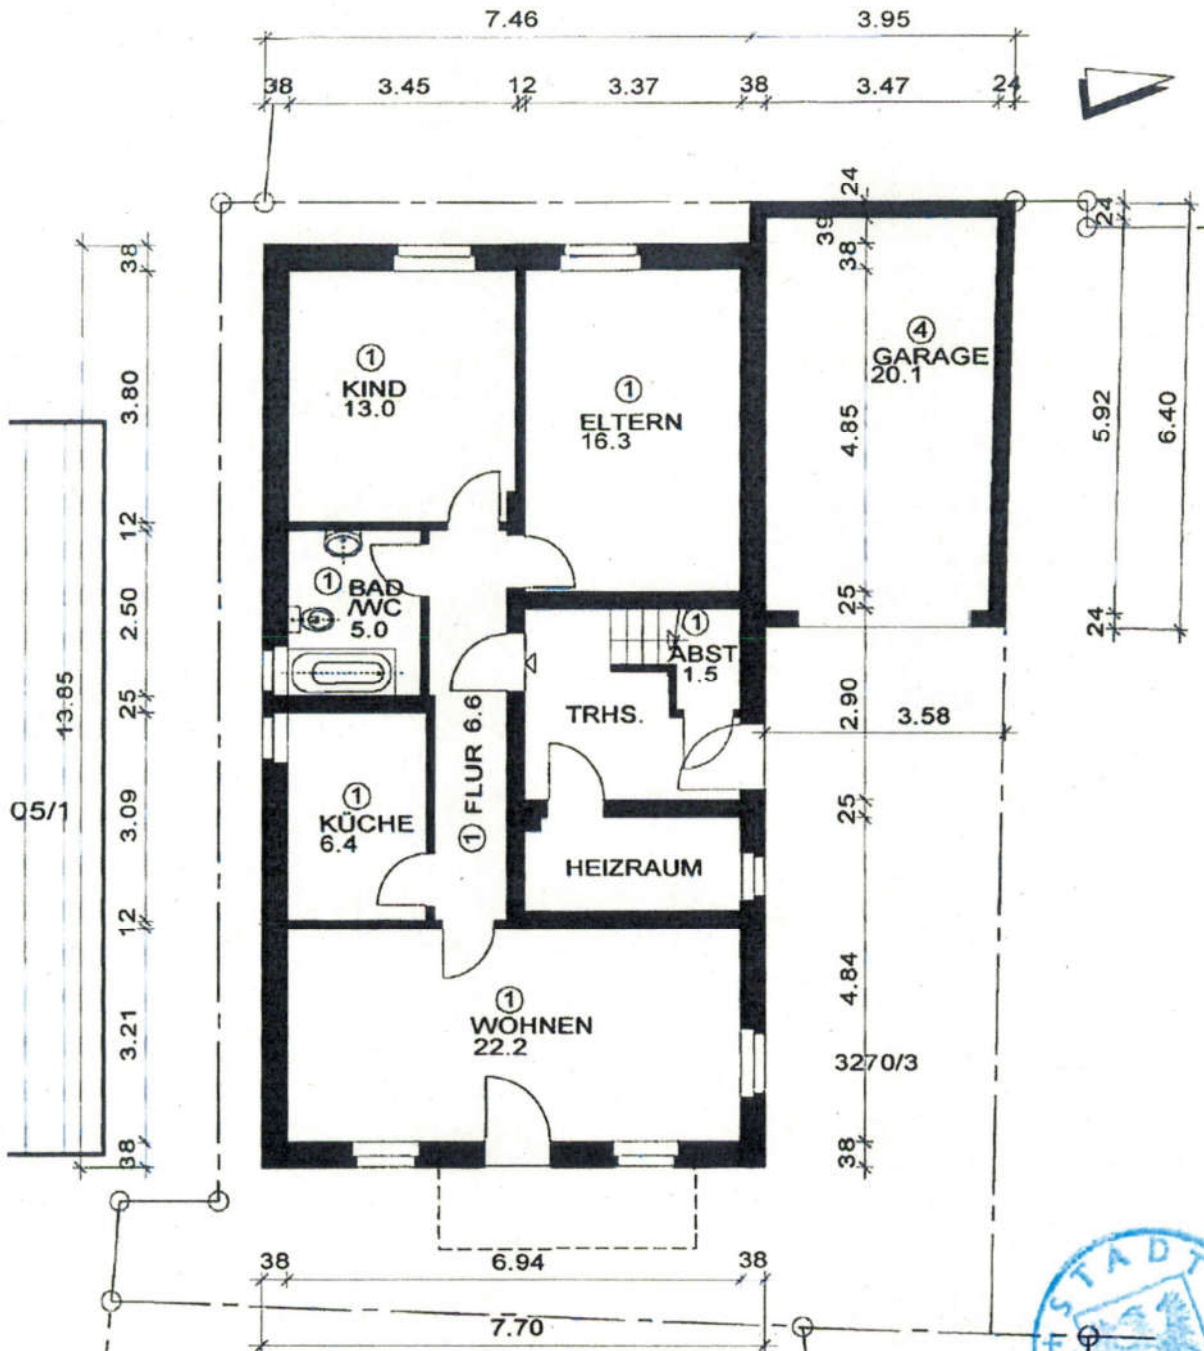 7.46 3.95
38 3.45 12 3.37 38 3.47 24
24
39
38
24
38
3.80
12
2.50
25
3.09
12
3.21
38
13.85
05/1
① KIND
13.0
① ELTERN
16.3
④ GARAGE
20.1
4.85
5.92
6.40
① BAD
/WC
5.0
① ABST
1.5
25
24
TRHS.
2.90
3.58
① FLUR 6.6
① KÜCHE
6.4
25
HEIZRAUM
① WOHNEN
22.2
4.84
3270/3
38
38 6.94 38
7.70
STADT